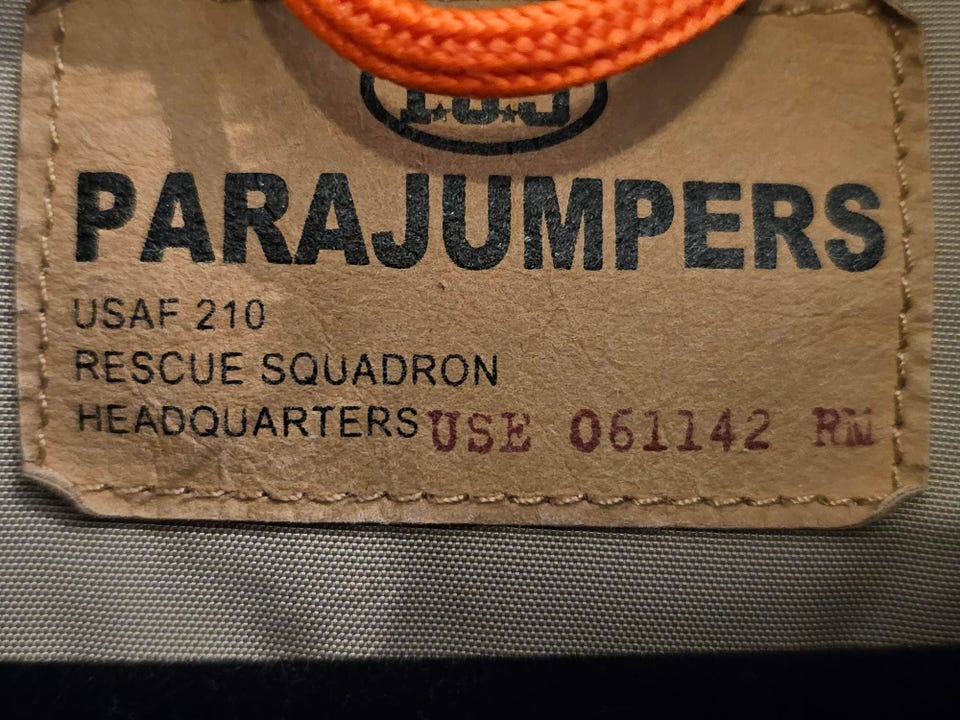 PARAJUMPERS
USAF 210
RESCUE SQUADRON
HEADQUARTERS USE 061142 RM